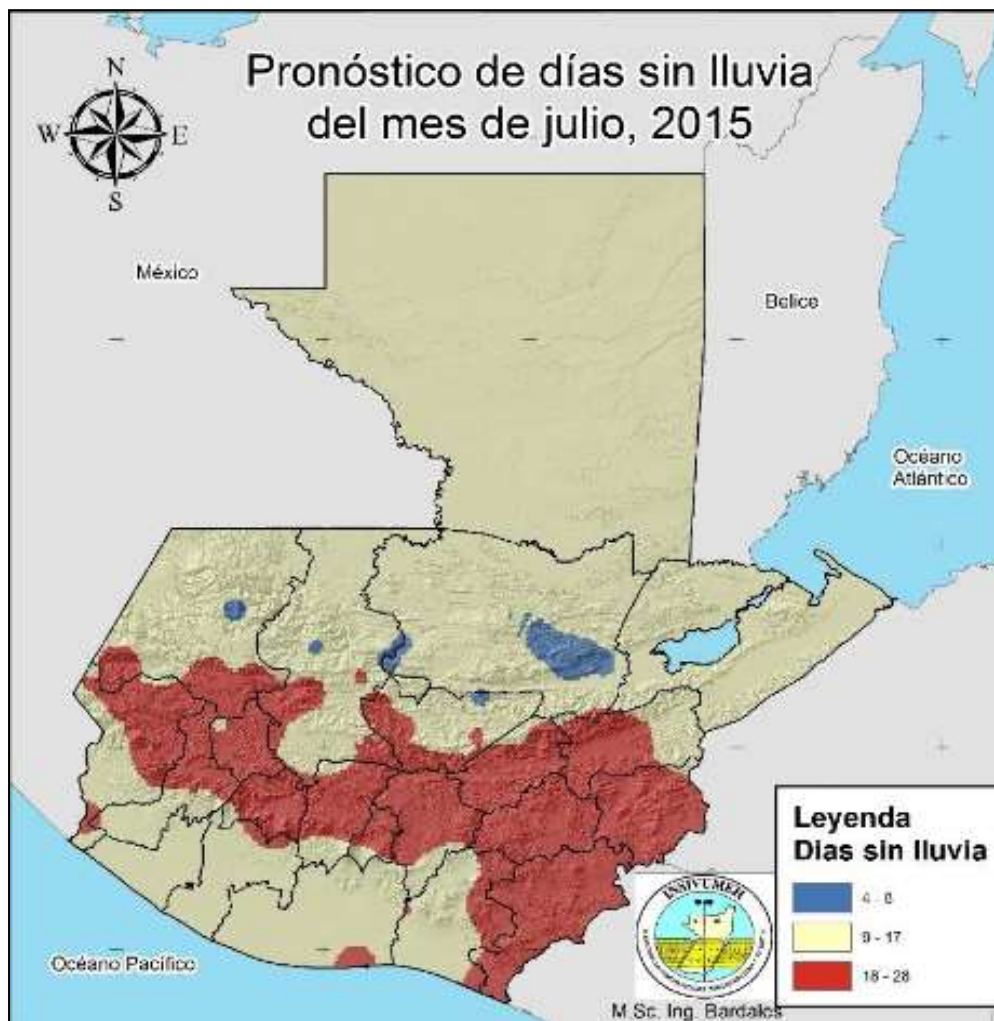 Pronóstico de días sin lluvia
del mes de julio, 2015
N
W E
S
México
Belice
Océano
Atlántico
Océano Pacífico
Leyenda
Dias sin lluvia
4 - 8
9 - 17
18 - 28
INSIVUMEH
M.Sc. Ing. Bardales